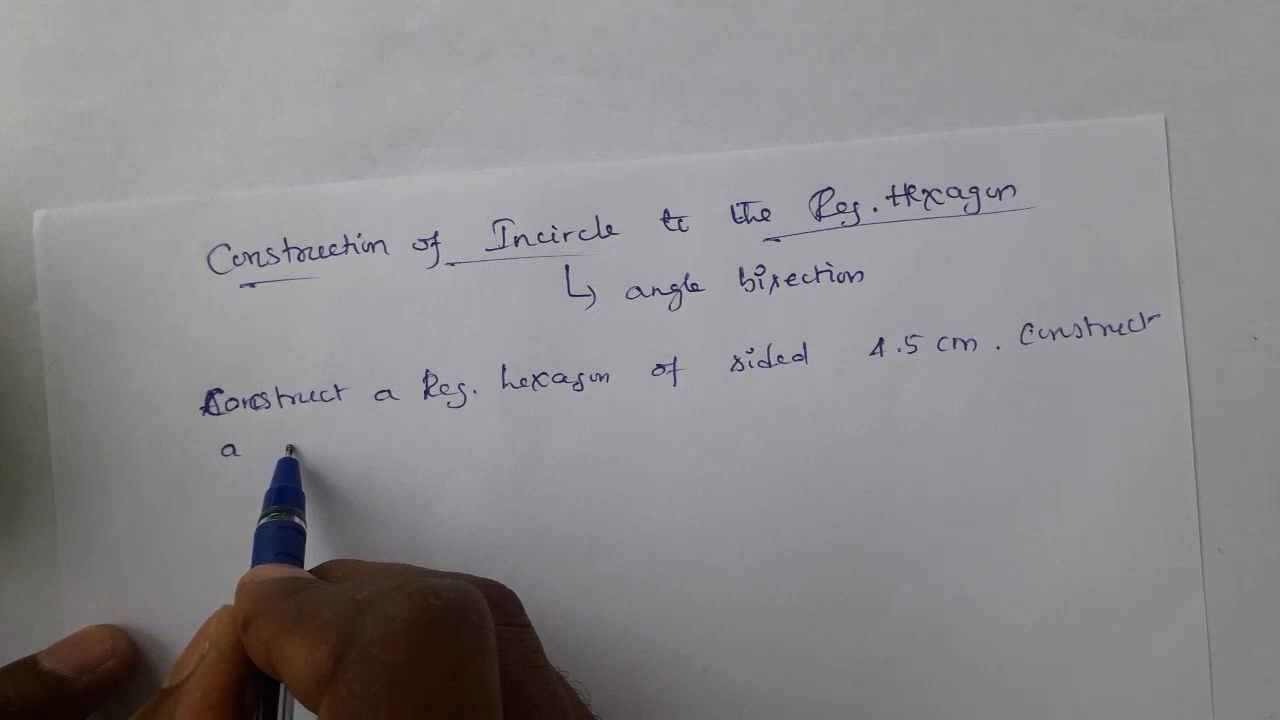 Construction of Incircle to the Reg. Hexagon
↳ angle bisection
Construct a Reg. hexagon of sided 4.5 cm. Construct
a